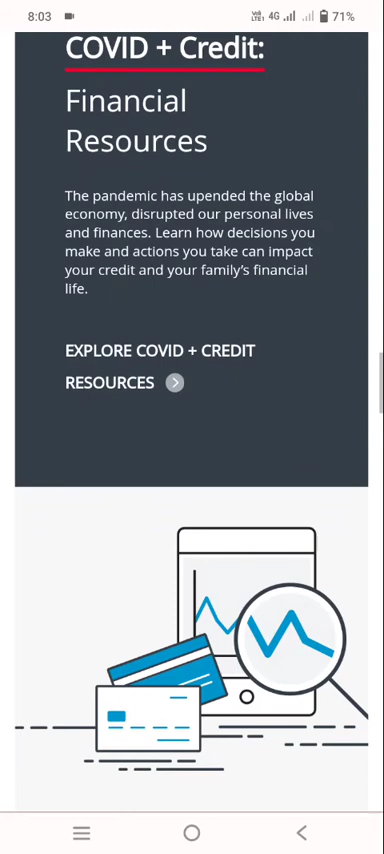 8:03
4G
71%
COVID + Credit:
Financial
Resources
The pandemic has upended the global
economy, disrupted our personal lives
and finances. Learn how decisions you
make and actions you take can impact
your credit and your family's financial
life.
EXPLORE COVID + CREDIT
RESOURCES